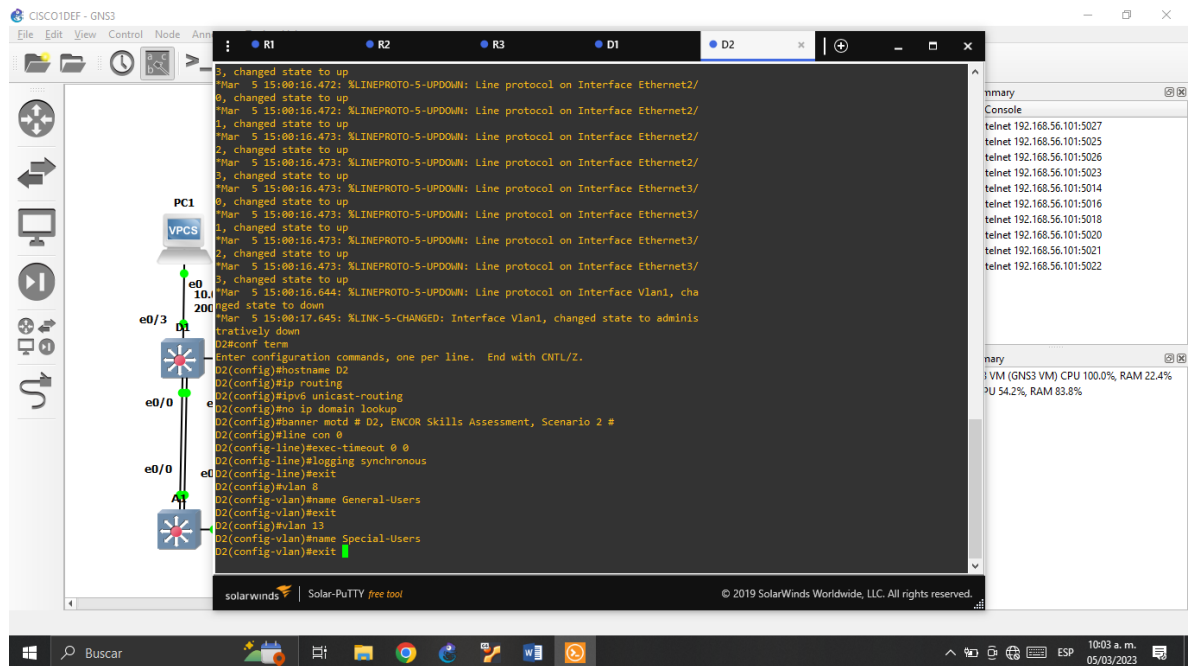 CISCO1DEF - GNS3
File Edit View Control Node Ann
R1 R2 R3 D1 D2
3, changed state to up
*Mar 5 15:00:16.472: %LINEPROTO-5-UPDOWN: Line protocol on Interface Ethernet2/
0, changed state to up
*Mar 5 15:00:16.472: %LINEPROTO-5-UPDOWN: Line protocol on Interface Ethernet2/
1, changed state to up
*Mar 5 15:00:16.473: %LINEPROTO-5-UPDOWN: Line protocol on Interface Ethernet2/
2, changed state to up
*Mar 5 15:00:16.473: %LINEPROTO-5-UPDOWN: Line protocol on Interface Ethernet2/
3, changed state to up
*Mar 5 15:00:16.473: %LINEPROTO-5-UPDOWN: Line protocol on Interface Ethernet3/
0, changed state to up
*Mar 5 15:00:16.473: %LINEPROTO-5-UPDOWN: Line protocol on Interface Ethernet3/
1, changed state to up
*Mar 5 15:00:16.473: %LINEPROTO-5-UPDOWN: Line protocol on Interface Ethernet3/
2, changed state to up
*Mar 5 15:00:16.473: %LINEPROTO-5-UPDOWN: Line protocol on Interface Ethernet3/
3, changed state to up
*Mar 5 15:00:16.644: %LINEPROTO-5-UPDOWN: Line protocol on Interface Vlan1, cha
nged state to down
*Mar 5 15:00:17.645: %LINK-5-CHANGED: Interface Vlan1, changed state to adminis
tratively down
D2#conf term
Enter configuration commands, one per line. End with CNTL/Z.
D2(config)#hostname D2
D2(config)#ip routing
D2(config)#ipv6 unicast-routing
D2(config)#no ip domain lookup
D2(config)#banner motd # D2, ENCOR Skills Assessment, Scenario 2 #
D2(config)#line con 0
D2(config-line)#exec-timeout 0 0
D2(config-line)#logging synchronous
D2(config-line)#exit
D2(config)#vlan 8
D2(config-vlan)#name General-Users
D2(config-vlan)#exit
D2(config)#vlan 13
D2(config-vlan)#name Special-Users
D2(config-vlan)#exit
solarwinds Solar-PuTTY free tool
© 2019 SolarWinds Worldwide, LLC. All rights reserved.
PC1
VPCS
e0
10.
200
e0/3
D1
e0/0
e
e0/0
e0
A1
mmary
Console
telnet 192.168.56.101:5027
telnet 192.168.56.101:5025
telnet 192.168.56.101:5026
telnet 192.168.56.101:5023
telnet 192.168.56.101:5014
telnet 192.168.56.101:5016
telnet 192.168.56.101:5018
telnet 192.168.56.101:5020
telnet 192.168.56.101:5021
telnet 192.168.56.101:5022
nary
VM (GNS3 VM) CPU 100.0%, RAM 22.4%
PU 54.2%, RAM 83.8%
Buscar
ESP
10:03 a. m.
05/03/2023